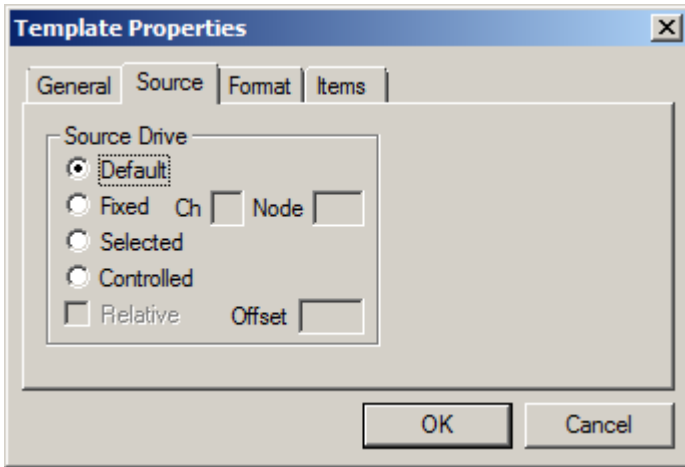 Template Properties
General Source Format Items
Source Drive
Default
Fixed Ch Node
Selected
Controlled
Relative Offset
OK Cancel